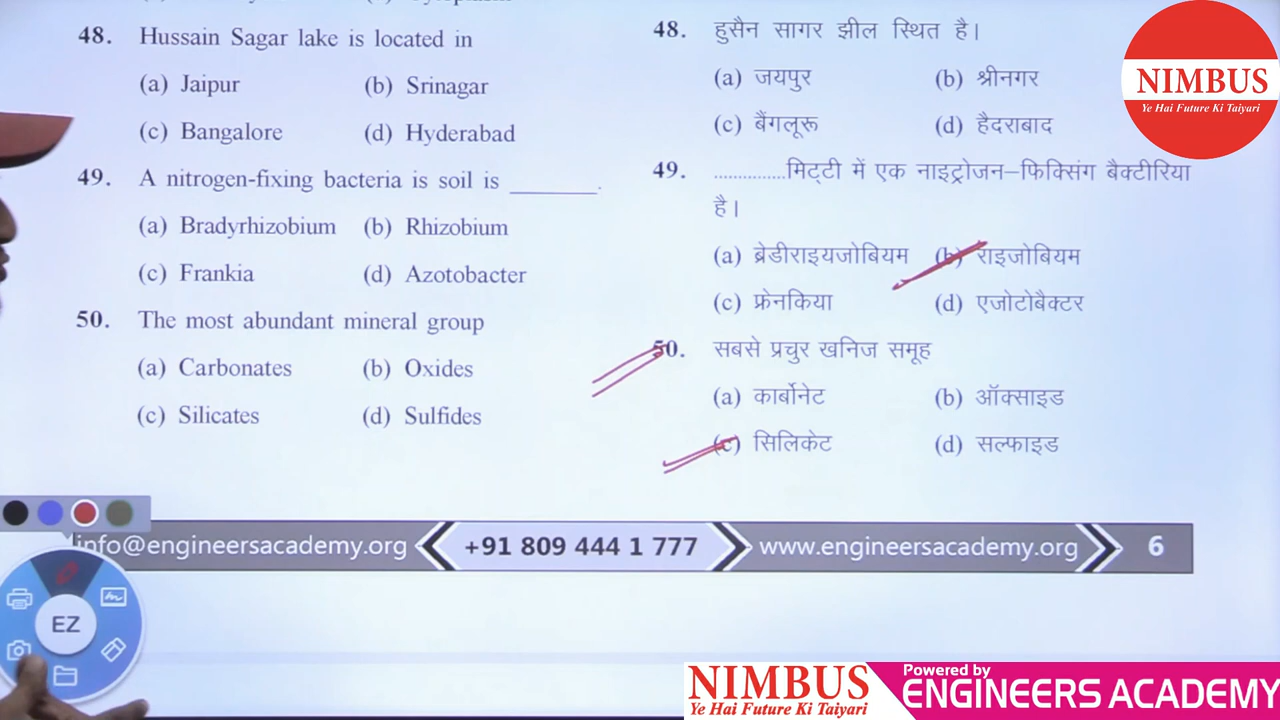 48. Hussain Sagar lake is located in
(a) Jaipur (b) Srinagar
(c) Bangalore (d) Hyderabad
49. A nitrogen-fixing bacteria is soil is ________.
(a) Bradyrhizobium (b) Rhizobium
(c) Frankia (d) Azotobacter
50. The most abundant mineral group
(a) Carbonates (b) Oxides
(c) Silicates (d) Sulfides
48. हुसैन सागर झील स्थित है।
(a) जयपुर (b) श्रीनगर
(c) बैंगलूरू (d) हैदराबाद
49. ...............मिट्टी में एक नाइट्रोजन–फिक्सिंग बैक्टीरिया
है।
(a) ब्रेडीराइयजोबियम (b) राइजोबियम
(c) फ्रेनकिया (d) एजोटोबैक्टर
50. सबसे प्रचुर खनिज समूह
(a) कार्बोनेट (b) ऑक्साइड
(c) सिलिकेट (d) सल्फाइड
info@engineersacademy.org +91 809 444 1 777 www.engineersacademy.org 6
EZ
NIMBUS
Ye Hai Future Ki Taiyari
NIMBUS
Ye Hai Future Ki Taiyari
Powered by
ENGINEERS ACADEMY